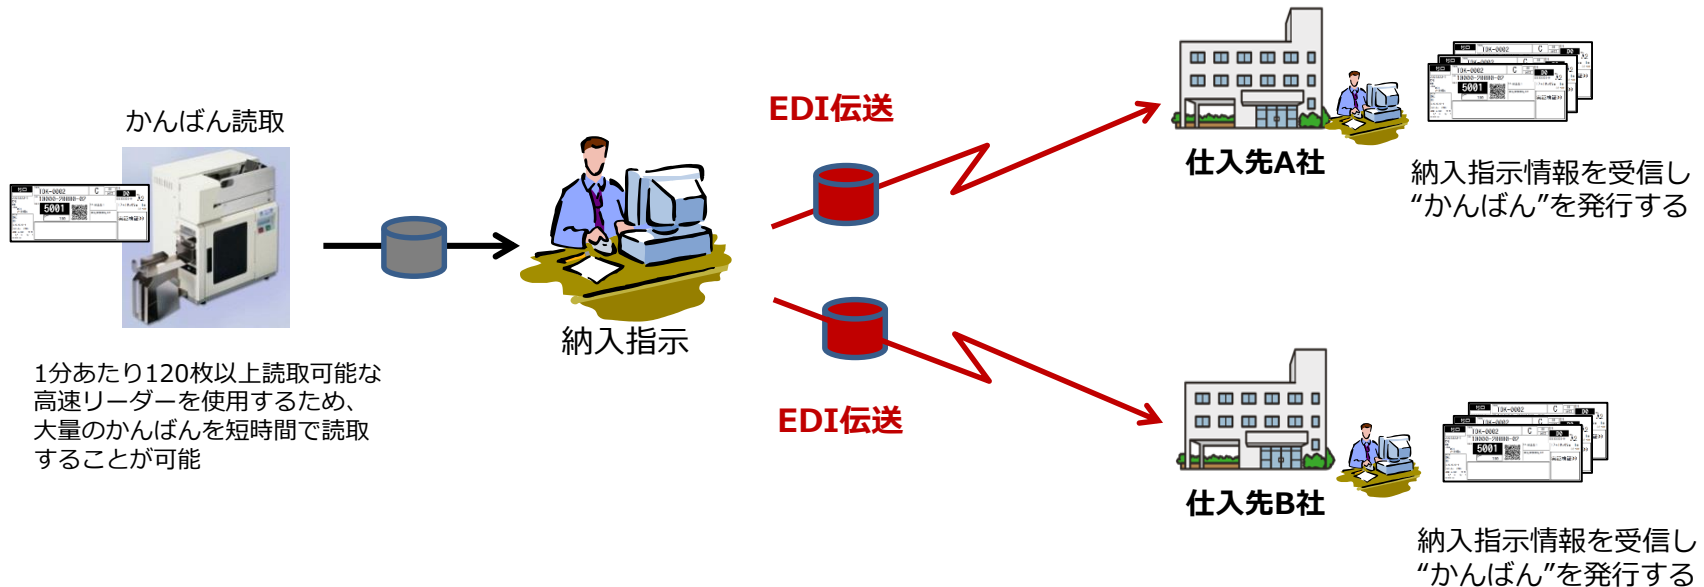 かんばん読取
1分あたり120枚以上読取可能な
高速リーダーを使用するため、
大量のかんばんを短時間で読取
することが可能
納入指示
EDI伝送
EDI伝送
仕入先A社
納入指示情報を受信し
“かんばん”を発行する
仕入先B社
納入指示情報を受信し
“かんばん”を発行する
IDK-0002
C
5001
IDK-0002
C
5001
IDK-0002
C
5001